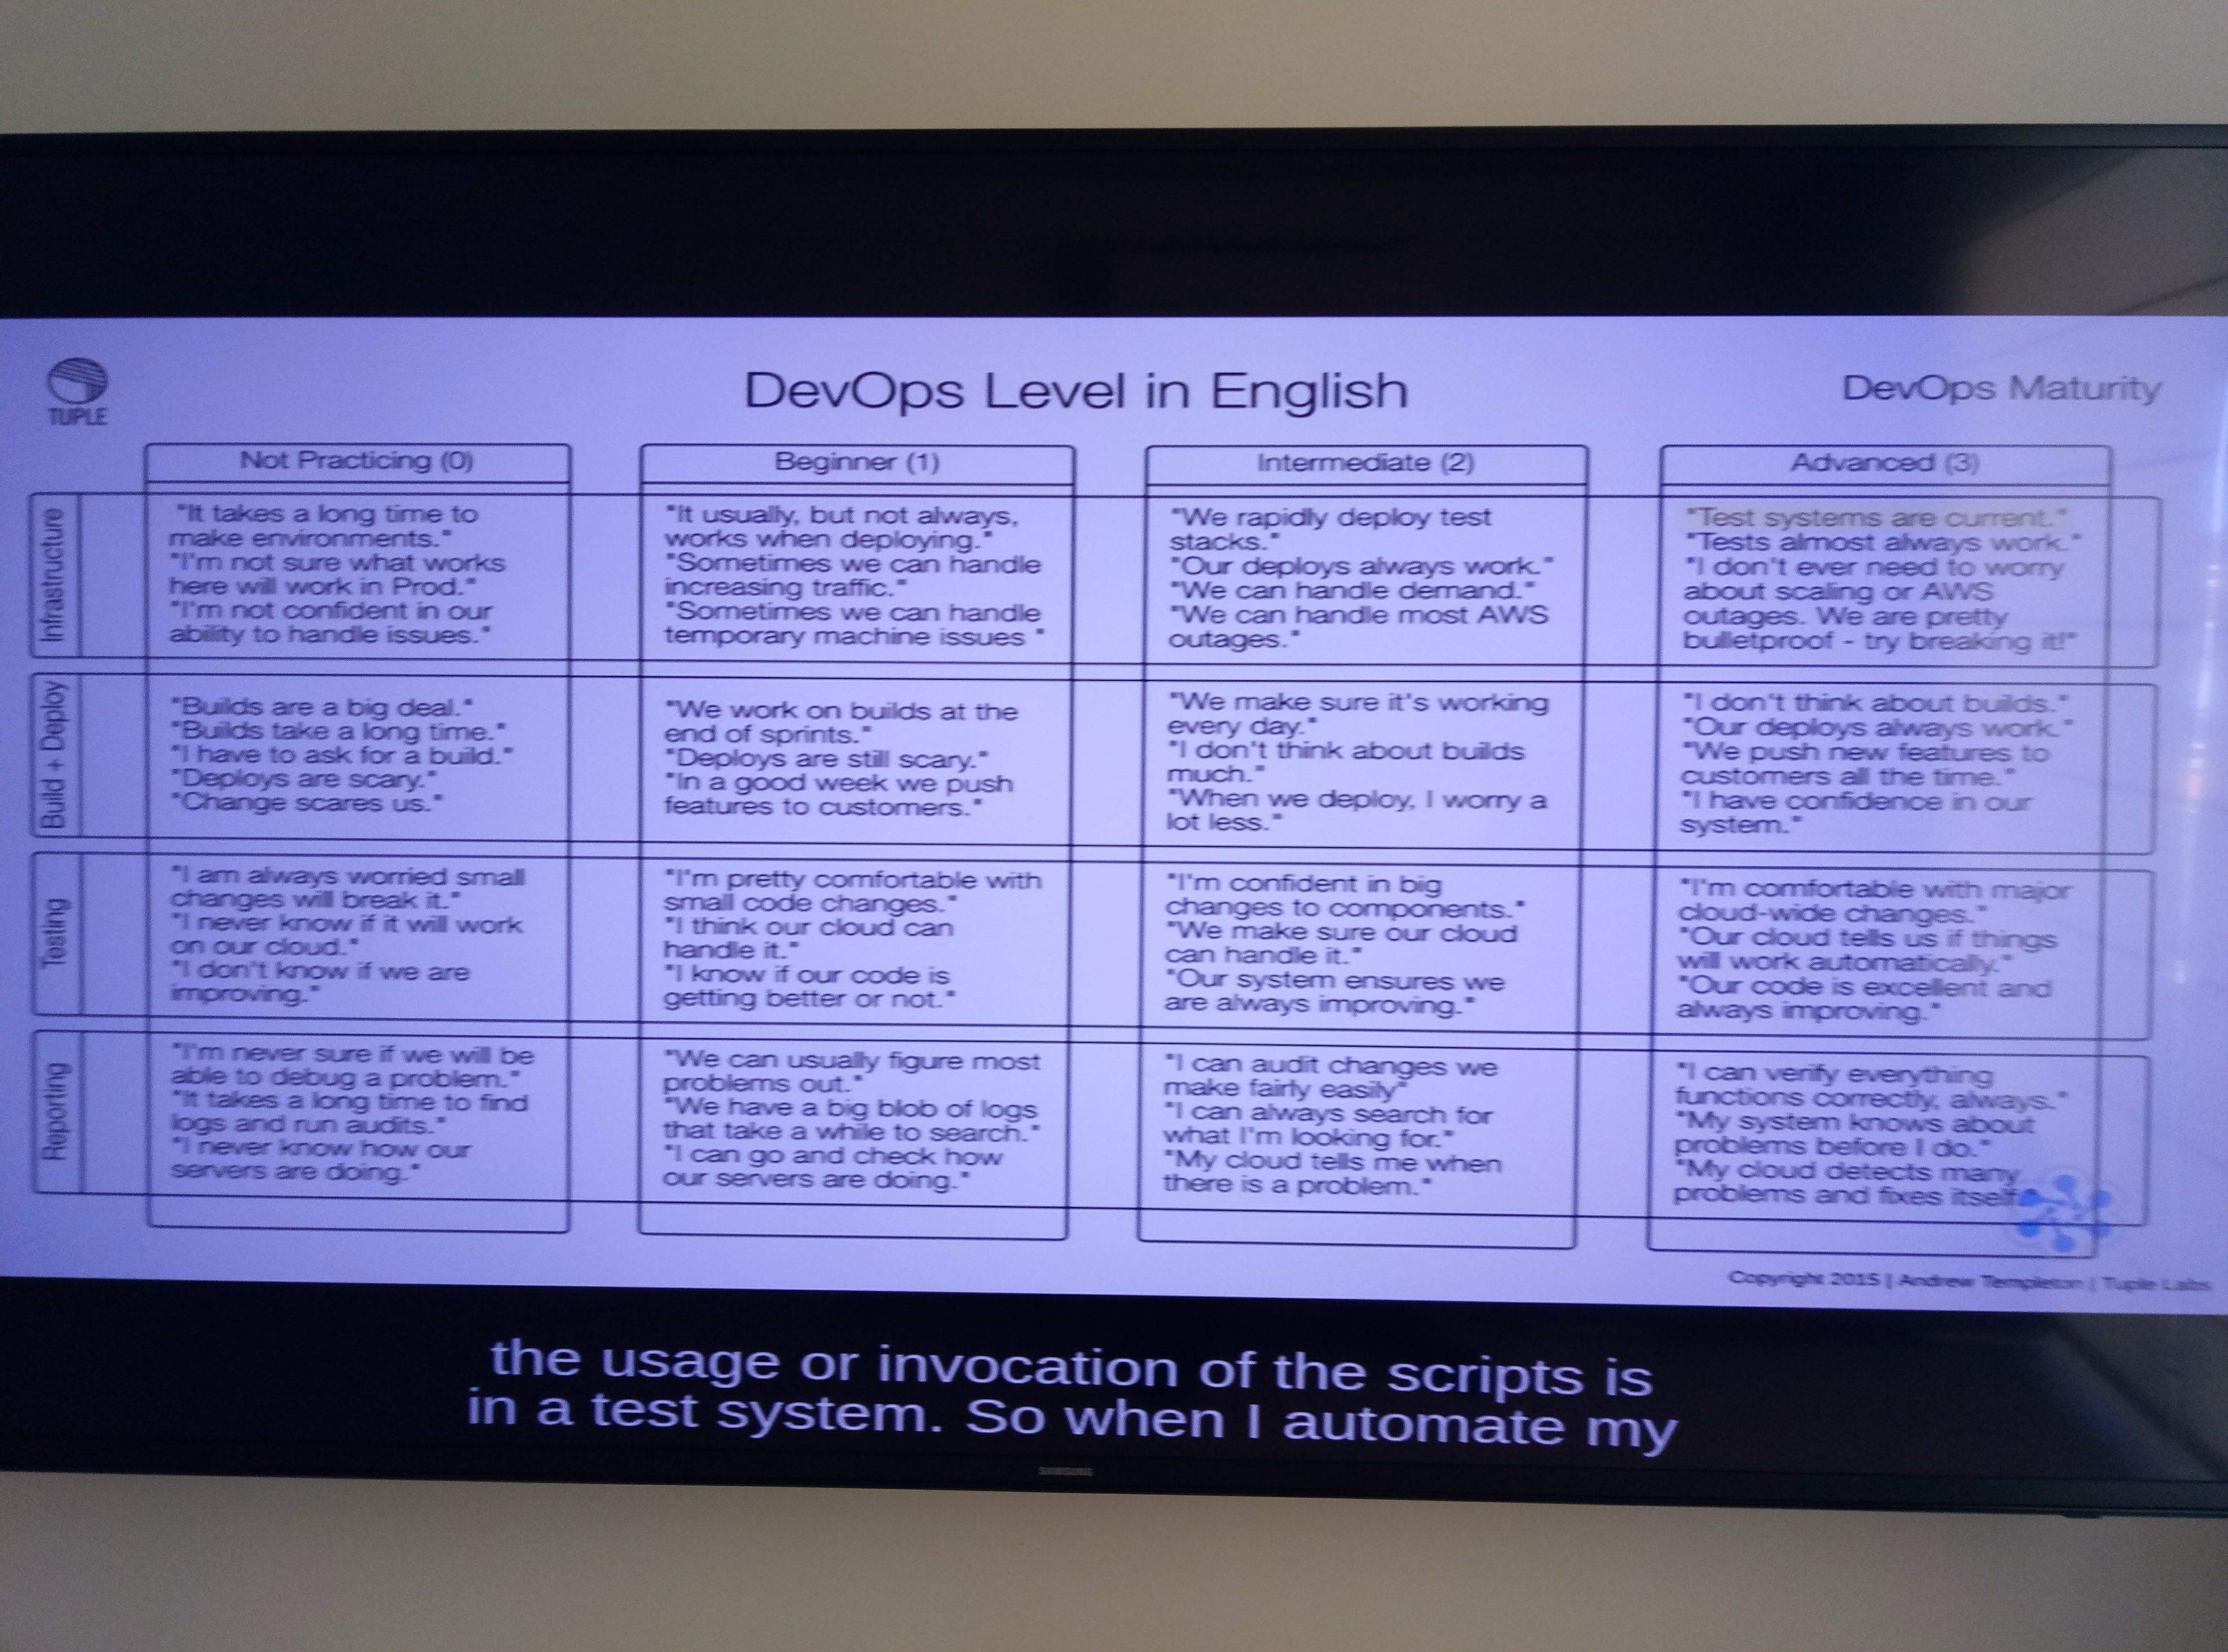 TUPLE
DevOps Level in English
DevOps Maturity
Not Practicing (0)
Beginner (1)
Intermediate (2)
Advanced (3)
Infrastructure
"It takes a long time to
make environments."
"I'm not sure what works
here will work in Prod."
"I'm not confident in our
ability to handle issues."
"It usually, but not always,
works when deploying."
"Sometimes we can handle
increasing traffic."
"Sometimes we can handle
temporary machine issues "
"We rapidly deploy test
stacks."
"Our deploys always work."
"We can handle demand."
"We can handle most AWS
outages."
"Test systems are current."
"Tests almost always work."
"I don't ever need to worry
about scaling or AWS
outages. We are pretty
bulletproof - try breaking it!"
Build + Deploy
"Builds are a big deal."
"Builds take a long time."
"I have to ask for a build."
"Deploys are scary."
"Change scares us."
"We work on builds at the
end of sprints."
"Deploys are still scary."
"In a good week we push
features to customers."
"We make sure it's working
every day."
"I don't think about builds
much."
"When we deploy, I worry a
lot less."
"I don't think about builds."
"Our deploys always work."
"We push new features to
customers all the time."
"I have confidence in our
system."
Testing
"I am always worried small
changes will break it."
"I never know if it will work
on our cloud."
"I don't know if we are
improving."
"I'm pretty comfortable with
small code changes."
"I think our cloud can
handle it."
"I know if our code is
getting better or not."
"I'm confident in big
changes to components."
"We make sure our cloud
can handle it."
"Our system ensures we
are always improving."
"I'm comfortable with major
cloud-wide changes."
"Our cloud tells us if things
will work automatically."
"Our code is excellent and
always improving."
Reporting
"I'm never sure if we will be
able to debug a problem."
"It takes a long time to find
logs and run audits."
"I never know how our
servers are doing."
"We can usually figure most
problems out."
"We have a big blob of logs
that take a while to search."
"I can go and check how
our servers are doing."
"I can audit changes we
make fairly easily"
"I can always search for
what I'm looking for."
"My cloud tells me when
there is a problem."
"I can verify everything
functions correctly, always."
"My system knows about
problems before I do."
"My cloud detects many
problems and fixes itself
Copyright 2015 | Andrew Templeton | Tuple Labs
the usage or invocation of the scripts is
in a test system. So when I automate my
SAMSUNG